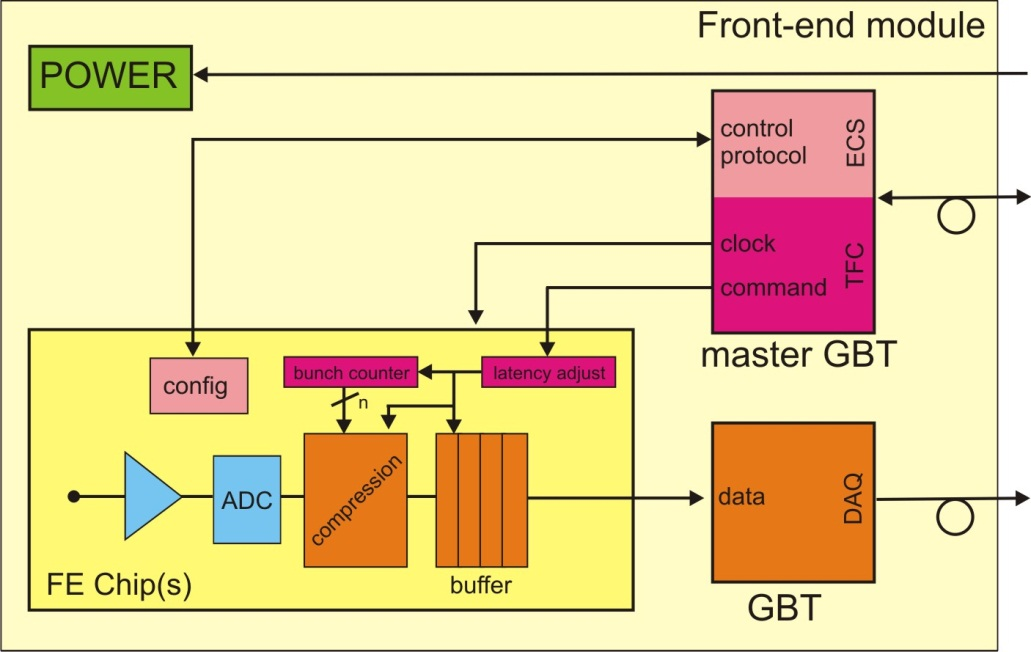 Front-end module
POWER
control
protocol
ECS
clock
command
TFC
master GBT
config
bunch counter
latency adjust
n
ADC
compression
buffer
FE Chip(s)
data
DAQ
GBT